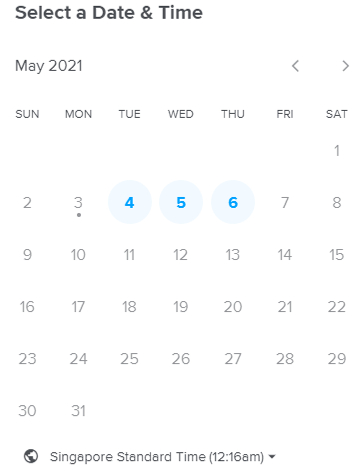 Select a Date & Time
May 2021
SUN MON TUE WED THU FRI SAT
1
2 3 4 5 6 7 8
9 10 11 12 13 14 15
16 17 18 19 20 21 22
23 24 25 26 27 28 29
30 31
Singapore Standard Time (12:16am)